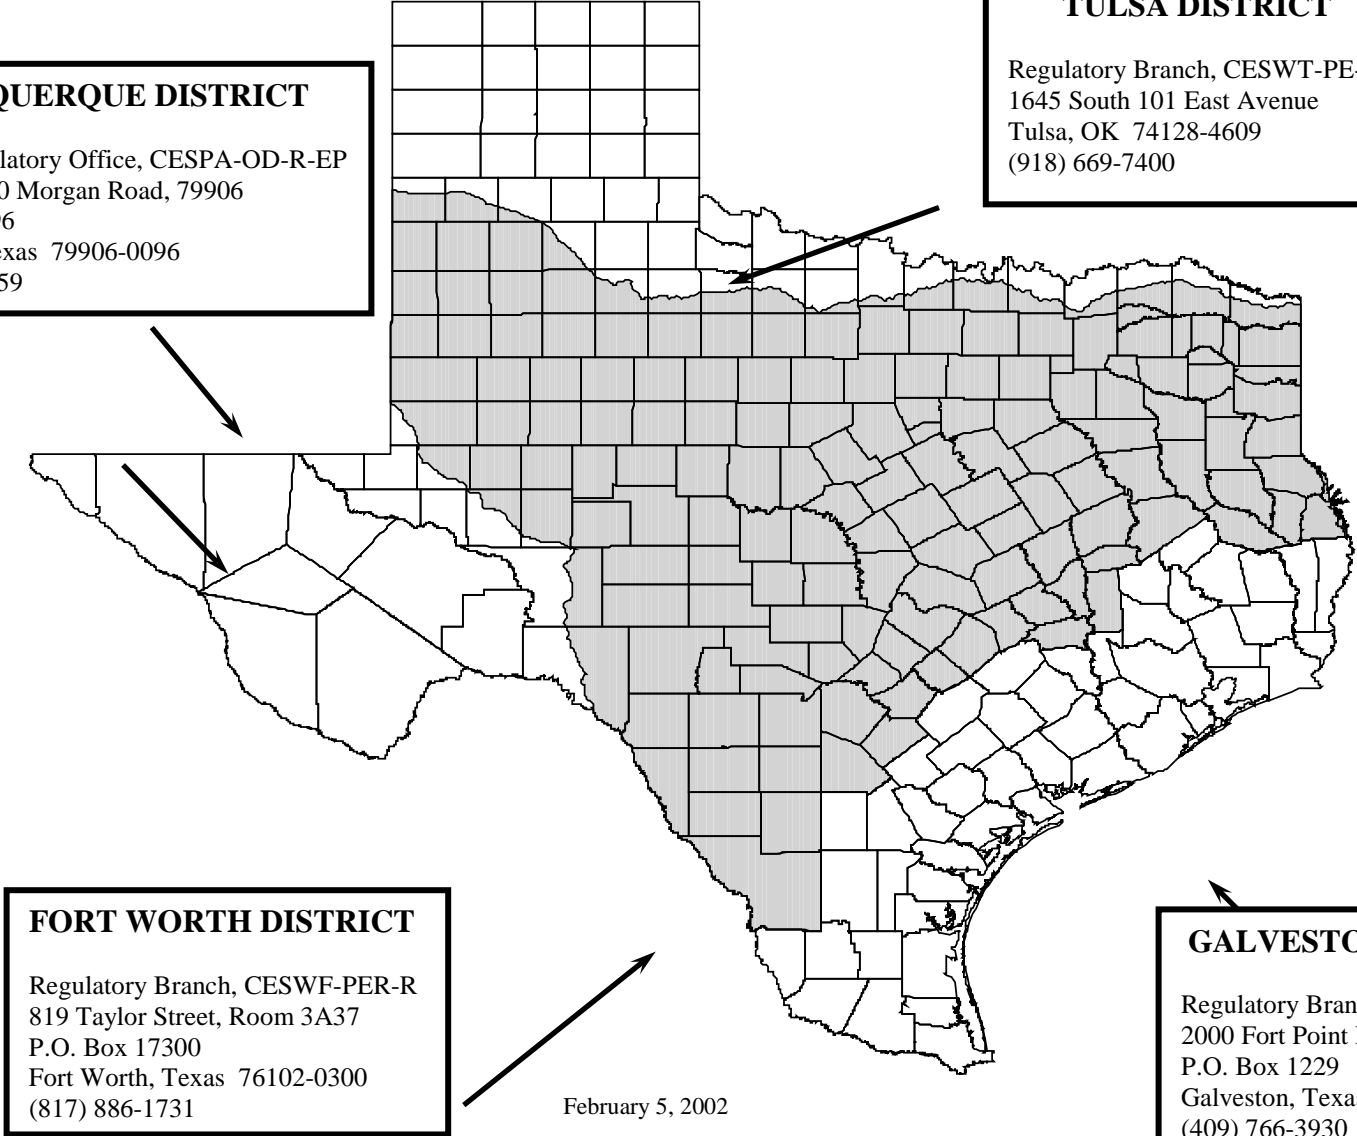 TULSA DISTRICT
Regulatory Branch, CESWT-PE-
1645 South 101 East Avenue
Tulsa, OK 74128-4609
(918) 669-7400
QUERQUE DISTRICT
latory Office, CESPA-OD-R-EP
0 Morgan Road, 79906
96
exas 79906-0096
59
FORT WORTH DISTRICT
Regulatory Branch, CESWF-PER-R
819 Taylor Street, Room 3A37
P.O. Box 17300
Fort Worth, Texas 76102-0300
(817) 886-1731
February 5, 2002
GALVESTO
Regulatory Bran
2000 Fort Point
P.O. Box 1229
Galveston, Texa
(409) 766-3930